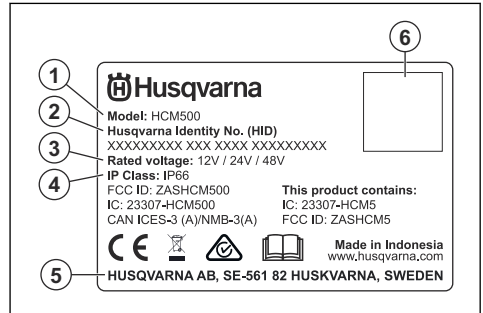 6
1
2
3
4
5
Husqvarna
Model: HCM500
Husqvarna Identity No. (HID)
XXXXXXXXX XXX XXXX XXXXXXXXX
Rated voltage: 12V / 24V / 48V
IP Class: IP66
FCC ID: ZASHCM500
IC: 23307-HCM500
CAN ICES-3 (A)/NMB-3(A)
This product contains:
IC: 23307-HCM5
FCC ID: ZASHCM5
CE
Made in Indonesia
www.husqvarna.com
HUSQVARNA AB, SE-561 82 HUSKVARNA, SWEDEN